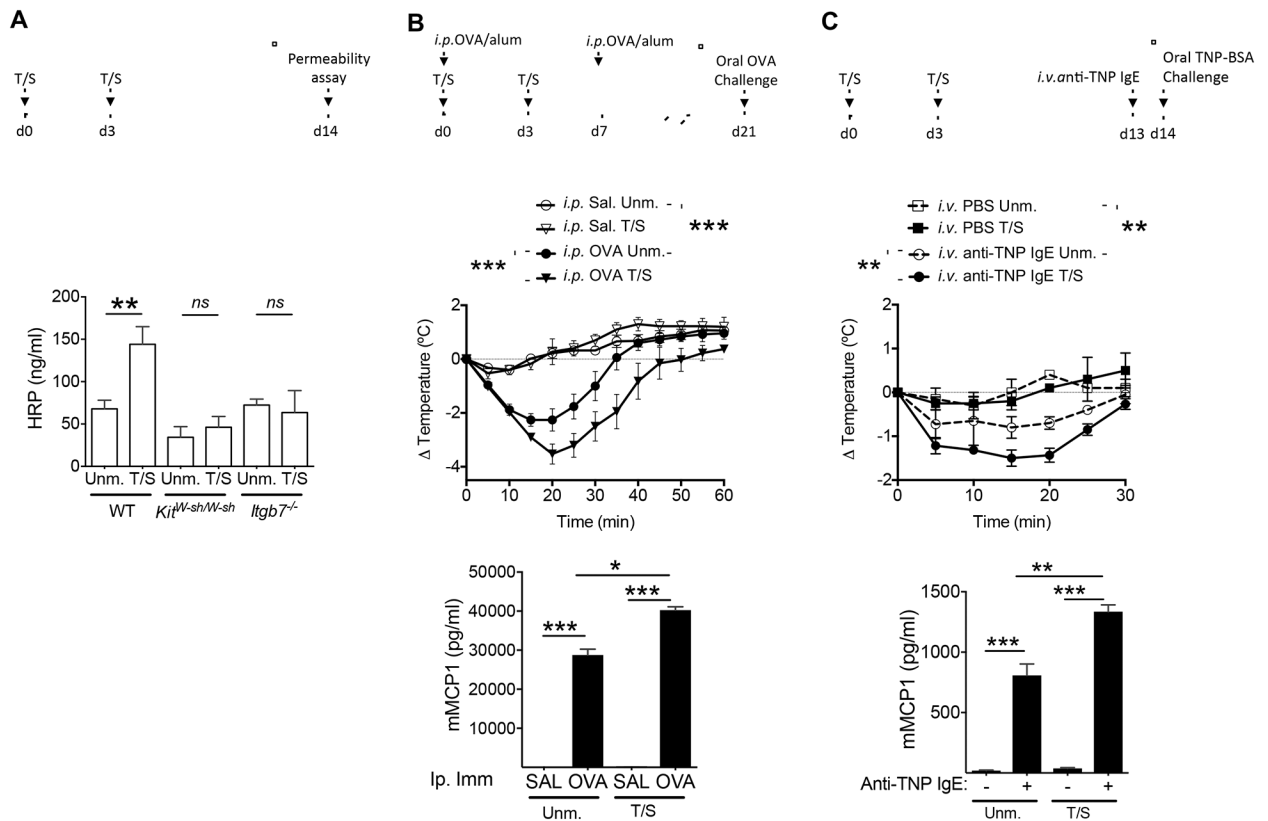 A
T/S
T/S
Permeability
assay
d0
d3
d14
HRP (ng/ml)
200
150
100
50
0
**
ns
ns
Unm. T/S Unm. T/S Unm. T/S
WT
KitW-sh/W-sh
Itgb7-/-
B
i.p.OVA/alum
i.p.OVA/alum
T/S
T/S
Oral OVA
Challenge
d0
d3
d7
d21
i.p. Sal. Unm.
i.p. Sal. T/S
i.p. OVA Unm.
i.p. OVA T/S
***
***
Δ Temperature (ºC)
2
0
-2
-4
0 10 20 30 40 50 60
Time (min)
mMCP1 (pg/ml)
50000
40000
30000
20000
10000
*
***
***
Ip. Imm
SAL OVA SAL OVA
Unm.
T/S
C
T/S
T/S
i.v.anti-TNP IgE
Oral TNP-BSA
Challenge
d0
d3
d13
d14
i.v. PBS Unm.
i.v. PBS T/S
i.v. anti-TNP IgE Unm.
i.v. anti-TNP IgE T/S
**
**
Δ Temperature (ºC)
2
1
0
-1
-2
0 10 20 30
Time (min)
mMCP1 (pg/ml)
1500
1000
500
**
***
***
Anti-TNP IgE:
- + - +
Unm.
T/S